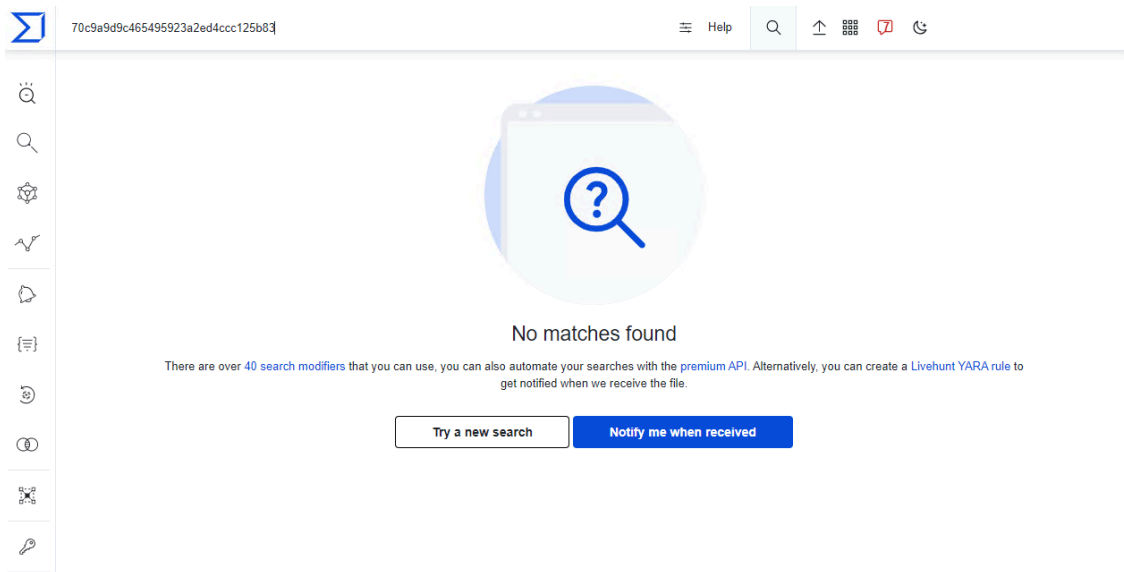 70c9a9d9c465495923a2ed4ccc125b83
Help
7
No matches found
There are over 40 search modifiers that you can use, you can also automate your searches with the premium API. Alternatively, you can create a Livehunt YARA rule to
get notified when we receive the file.
Try a new search
Notify me when received